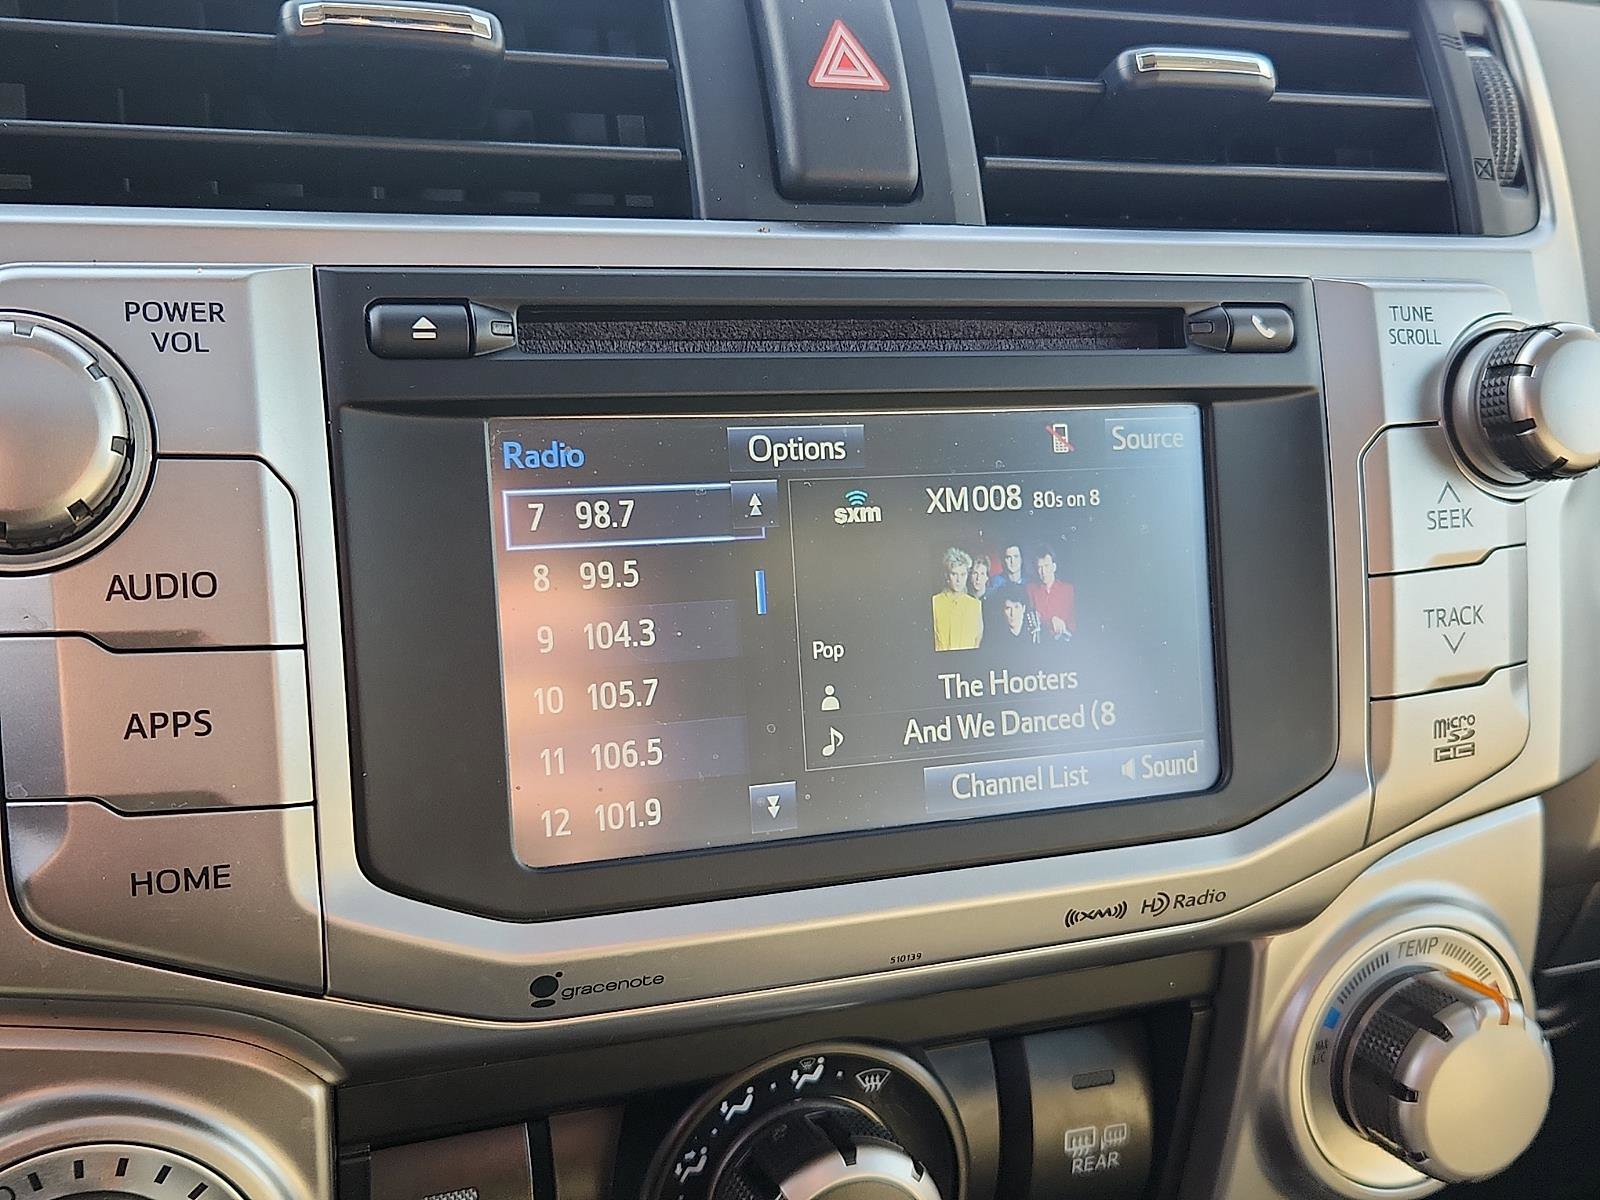 POWER
VOL
TUNE
SCROLL
Radio
Options
Source
7 98.7
8 99.5
9 104.3
10 105.7
11 106.5
12 101.9
sxm
XM008 80s on 8
Pop
The Hooters
And We Danced (8
Channel List
Sound
AUDIO
APPS
HOME
SEEK
TRACK
micro
SD
HC
((XM))
HD Radio
gracenote
510139
TEMP
MAX
A/C
REAR